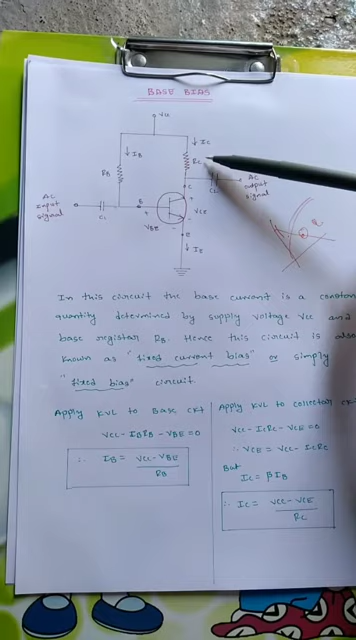 BASE BIAS
+Vcc
↓ IC
↓ IB
RC
RB
C
AC
input
signal
AC
output
signal
C1
B
C2
+
+
VCE
VBE
-
-
E
↓ IE
In this circuit the base current is a constan
quantity determined by supply voltage Vcc and
base register RB. Hence this circuit is also
known as "fixed current bias" or simply
"fixed bias" circuit
Apply KVL to Base CKT
VCC - IBRB - VBE = 0
∴ IB = VCC - VBE
RB
Apply KVL to collector CK
VCC - ICRC - VCE = 0
∴ VCE = VCC - ICRC
But
IC = βIB
∴ IC = VCC - VCE
RC